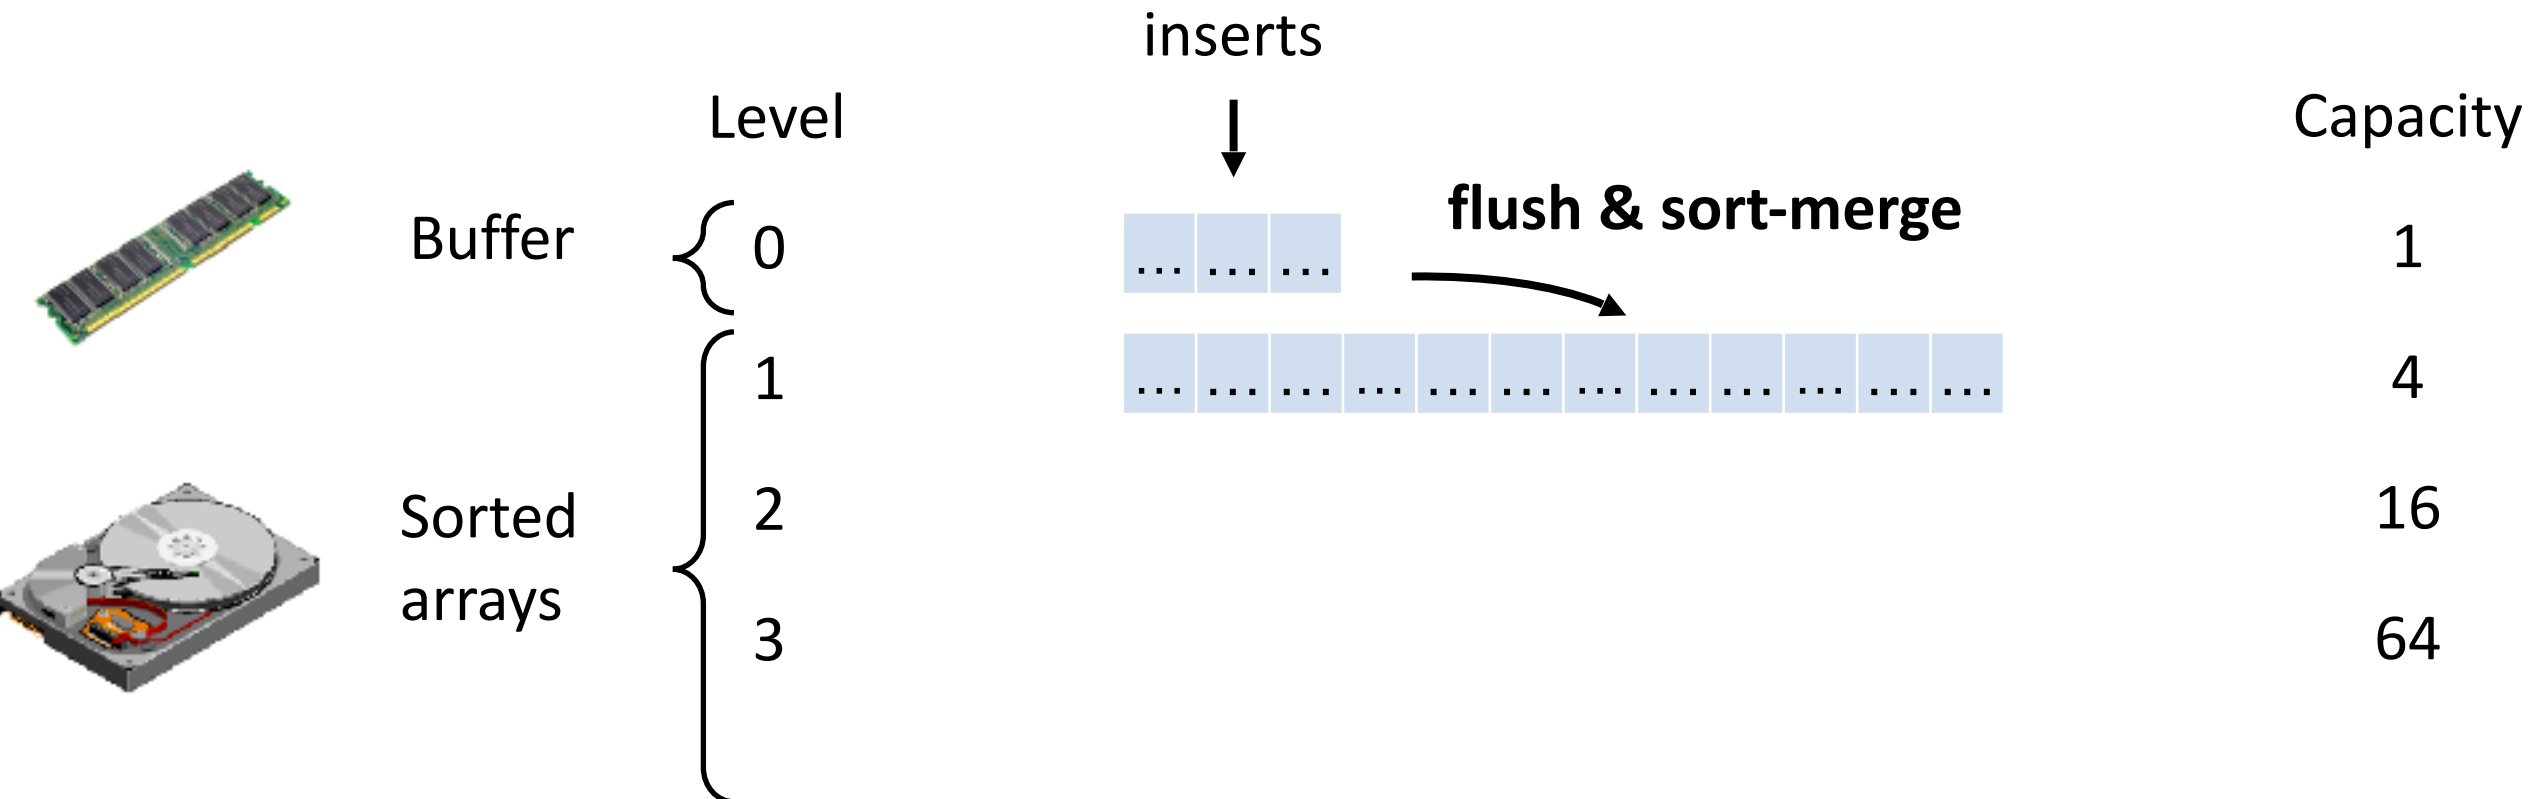 inserts
Level
Capacity
Buffer
0
... ... ...
flush & sort-merge
1
1
... ... ... ... ... ... ... ... ... ... ... ...
4
Sorted
arrays
2
16
3
64